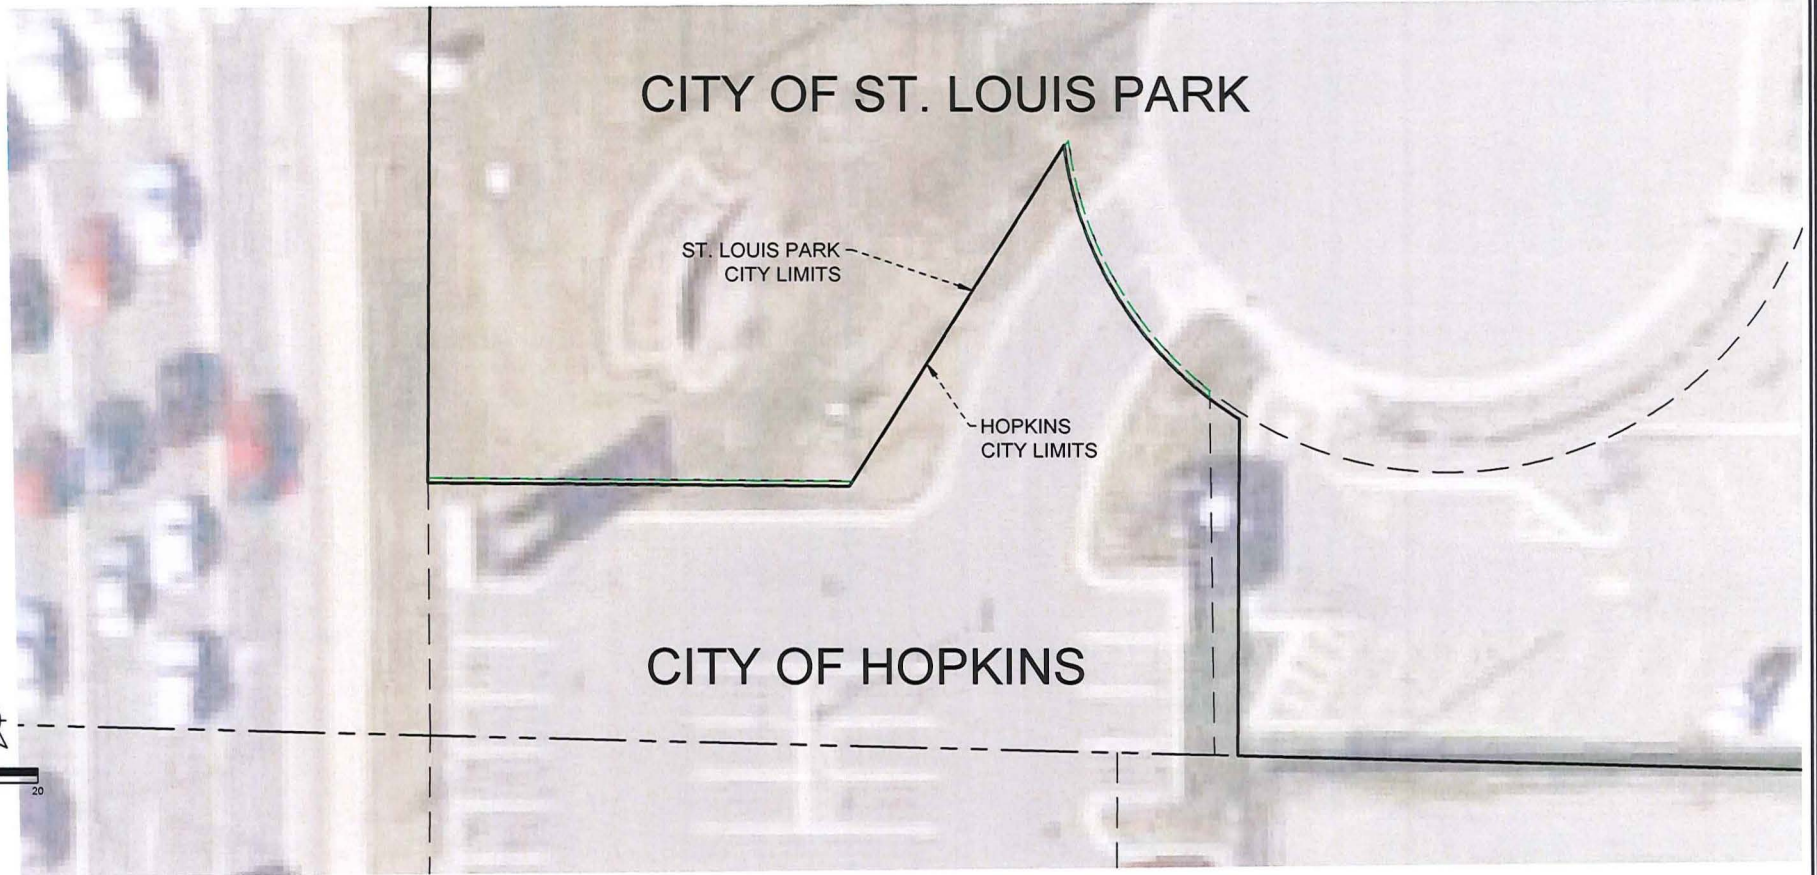 CITY OF ST. LOUIS PARK
ST. LOUIS PARK
CITY LIMITS
HOPKINS
CITY LIMITS
CITY OF HOPKINS
20